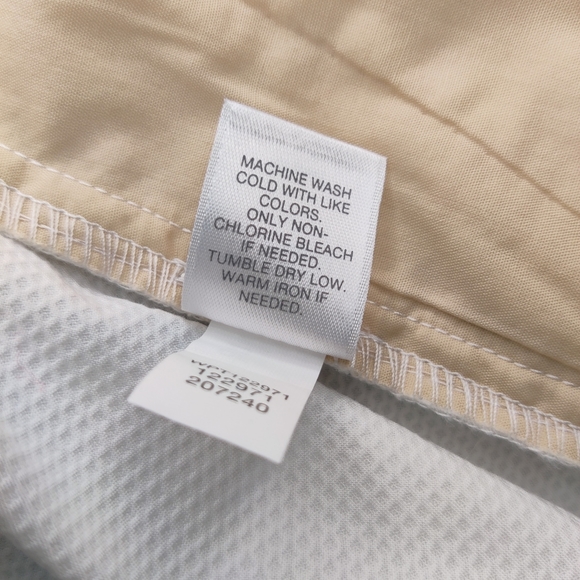 MACHINE WASH
COLD WITH LIKE
COLORS.
ONLY NON-
CHLORINE BLEACH
IF NEEDED.
TUMBLE DRY LOW.
WARM IRON IF
NEEDED.
WPT122971
122971
207240